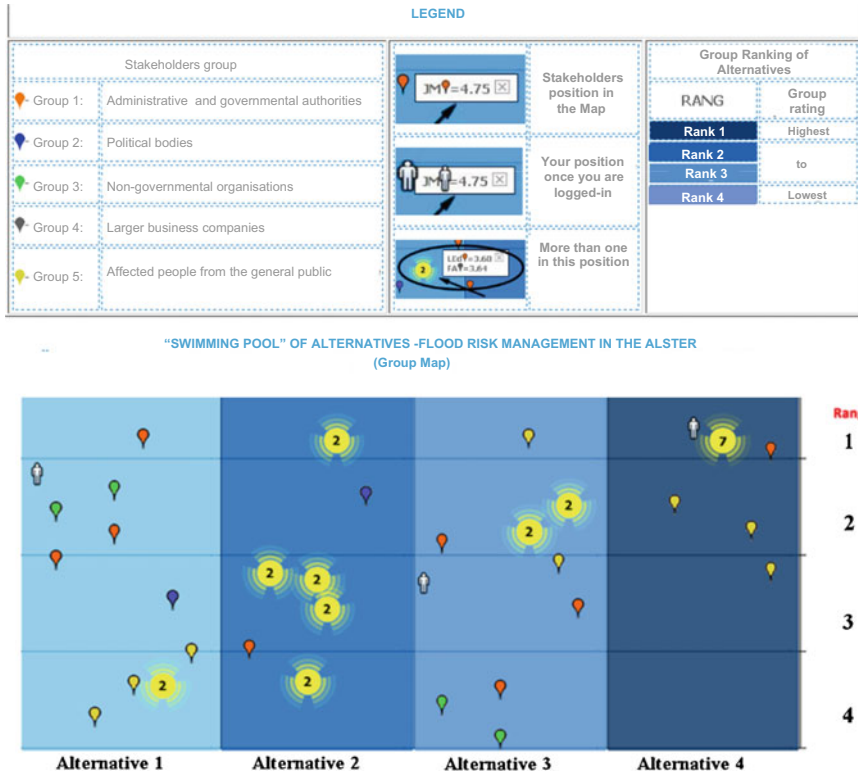 LEGEND
Stakeholders group
Group 1: Administrative and governmental authorities
Group 2: Political bodies
Group 3: Non-governmental organisations
Group 4: Larger business companies
Group 5: Affected people from the general public
=4.75
Stakeholders
position in
the Map
=4.75
Your position
once you are
logged-in
2
=3.60
=3.64
More than one
in this position
Group Ranking of
Alternatives
RANG
Group
rating
Rank 1 Highest
Rank 2
to
Rank 3
Rank 4 Lowest
“SWIMMING POOL” OF ALTERNATIVES -FLOOD RISK MANAGEMENT IN THE ALSTER
(Group Map)
2
7
1
2
2
2
2
2
2
3
2
2
4
Alternative 1 Alternative 2 Alternative 3 Alternative 4